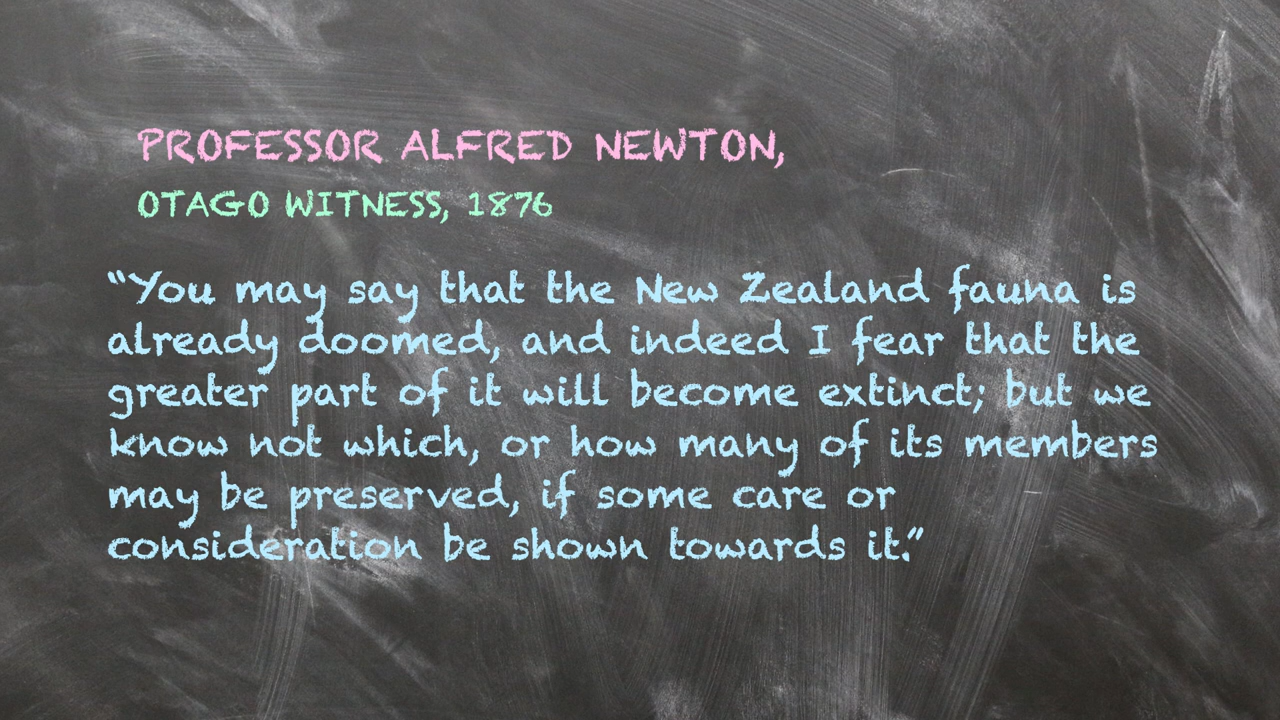 PROFESSOR ALFRED NEWTON,
OTAGO WITNESS, 1876
“You may say that the New Zealand fauna is
already doomed, and indeed I fear that the
greater part of it will become extinct; but we
know not which, or how many of its members
may be preserved, if some care or
consideration be shown towards it.”